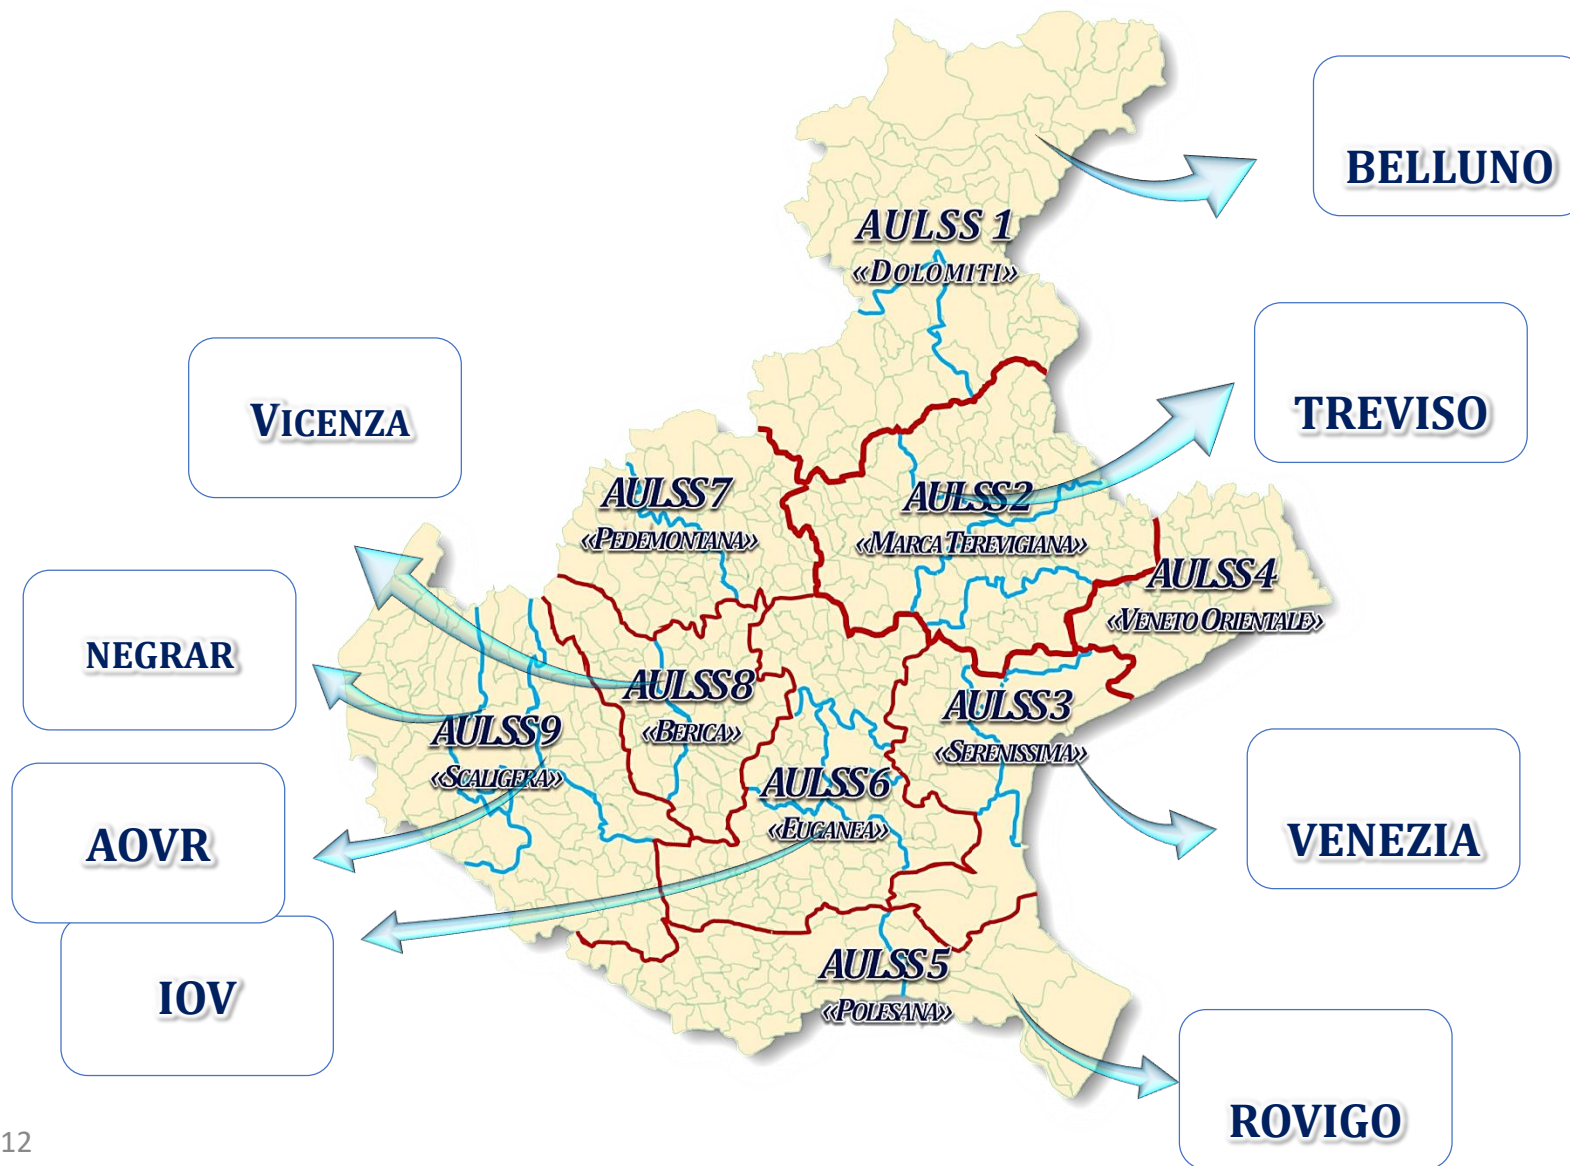 BELLUNO
AULSS 1
«DOLOMITI»
TREVISO
VICENZA
AULSS7
«PEDEMONTANA»
AULSS2
«MARCA TEREVIGIANA»
AULSS4
«VENETO ORIENTALE»
NEGRAR
AULSS8
«BERICA»
AULSS3
«SERENISSIMA»
AULSS9
«SCALIGERA»
AULSS6
«EUGANEA»
AOVR
VENEZIA
IOV
AULSS5
«POLESANA»
ROVIGO
12